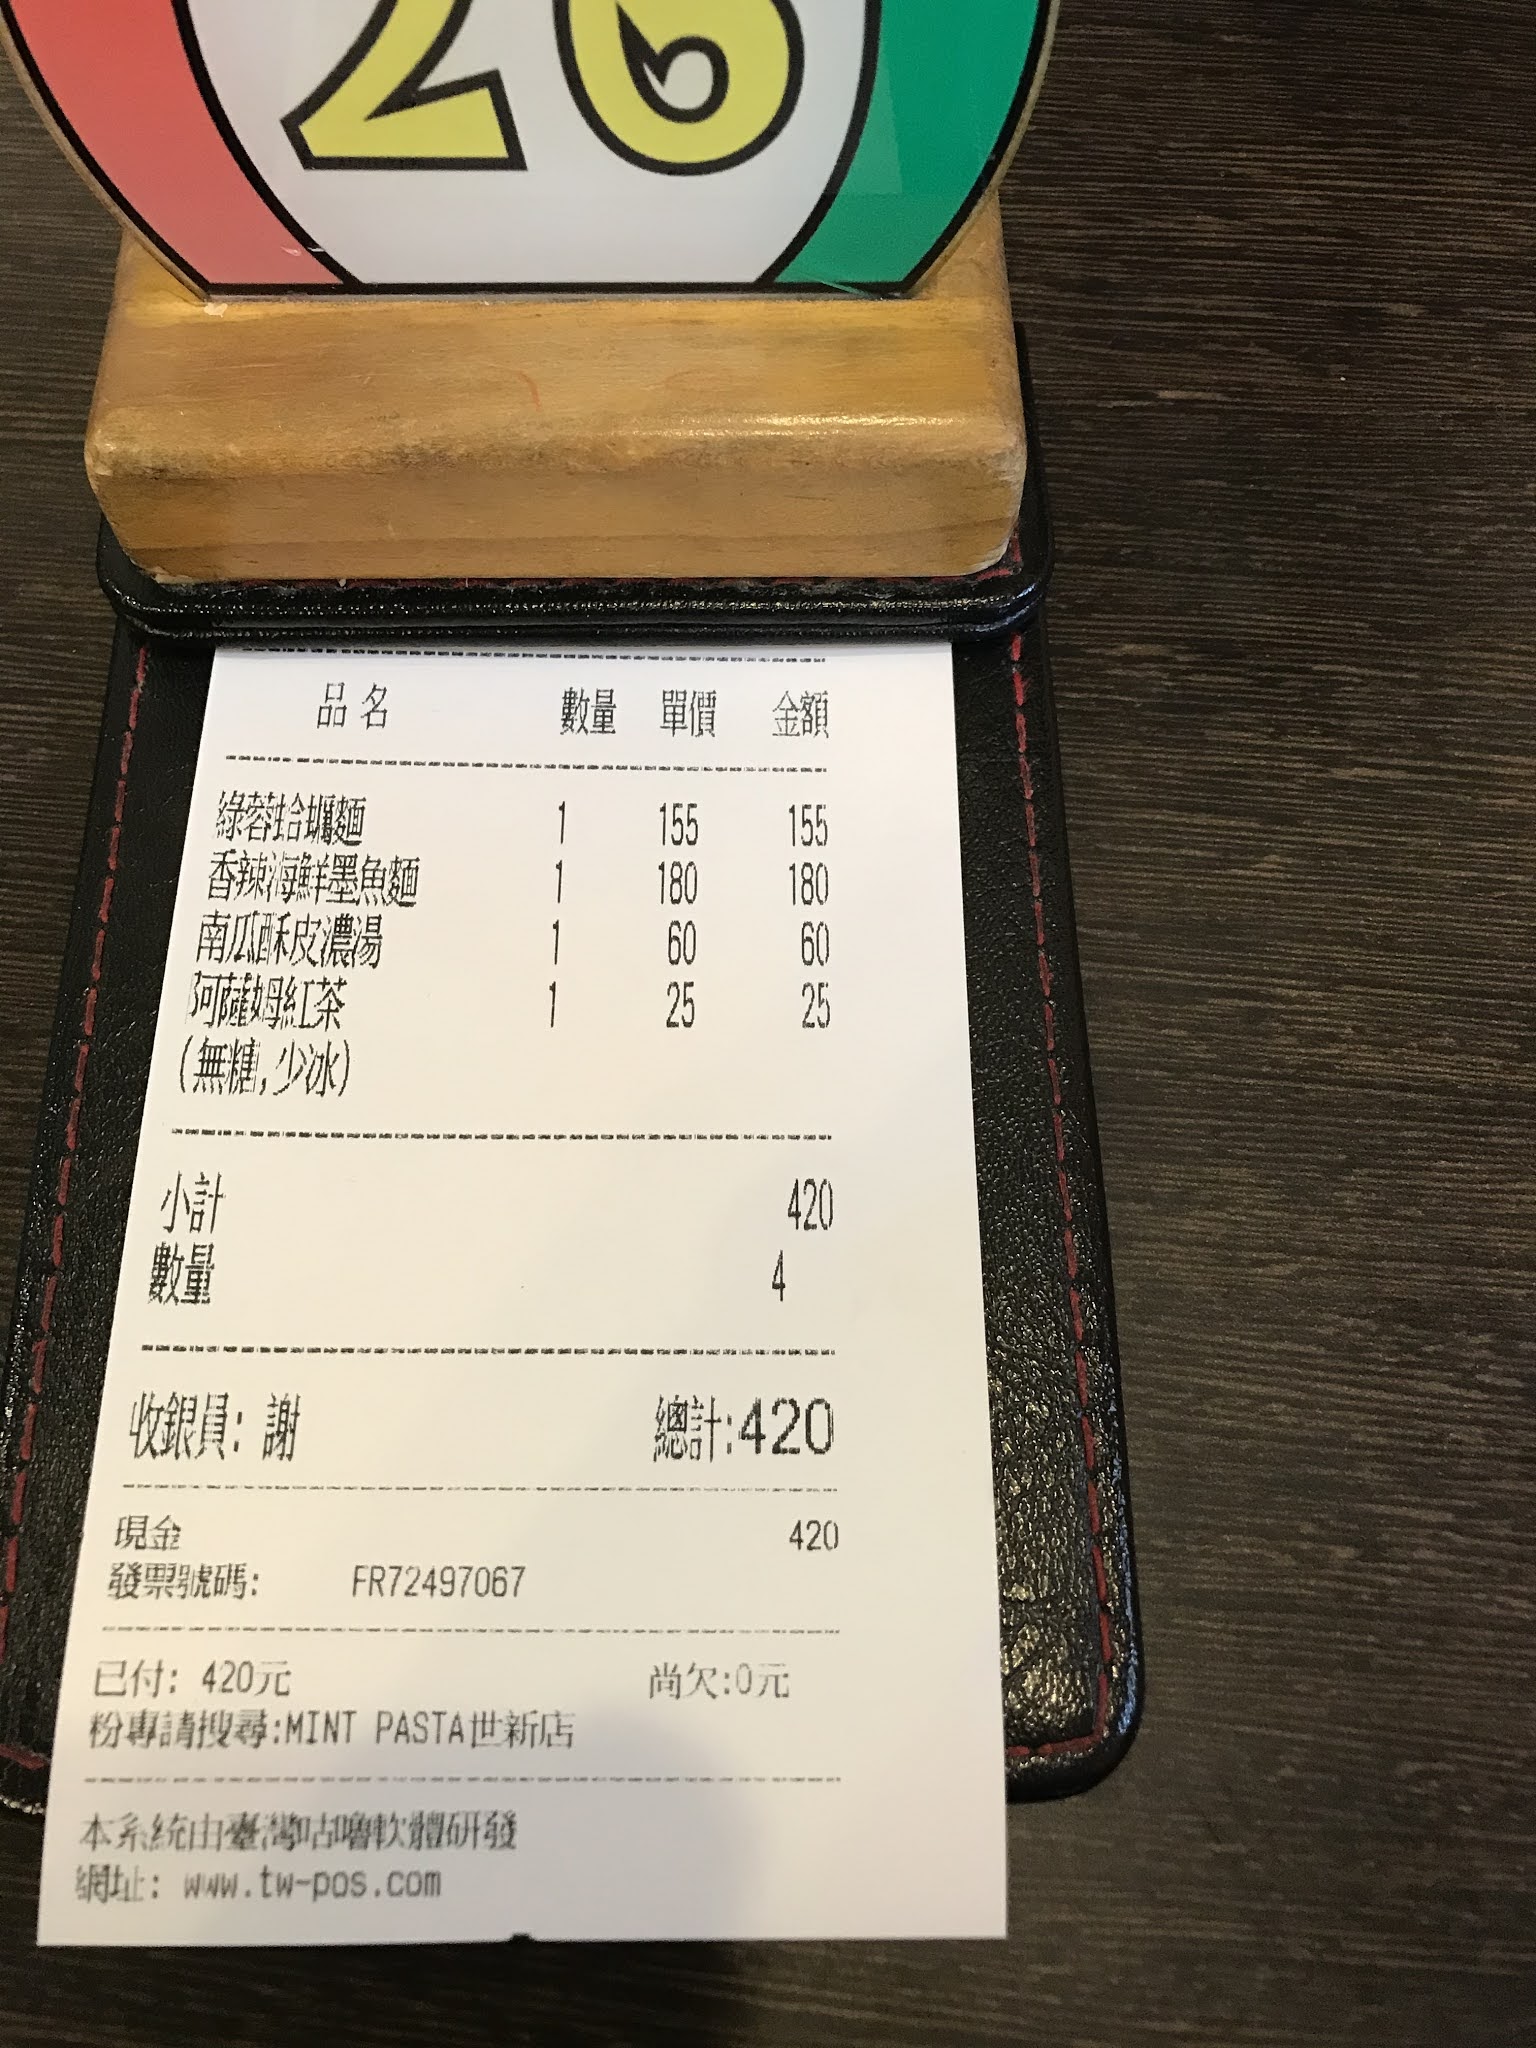 26
品名 數量 單價 金額
綠蓉蛤蠣麵 1 155 155
香辣海鮮墨魚麵 1 180 180
南瓜酥皮濃湯 1 60 60
阿薩姆紅茶 1 25 25
(無糖,少冰)
小計 420
數量 4
收銀員: 謝 總計:420
現金 420
發票號碼: FR72497067
已付: 420元 尚欠:0元
粉專請搜尋:MINT PASTA世新店
本系統由臺灣咕嚕軟體研發
網址: www.tw-pos.com